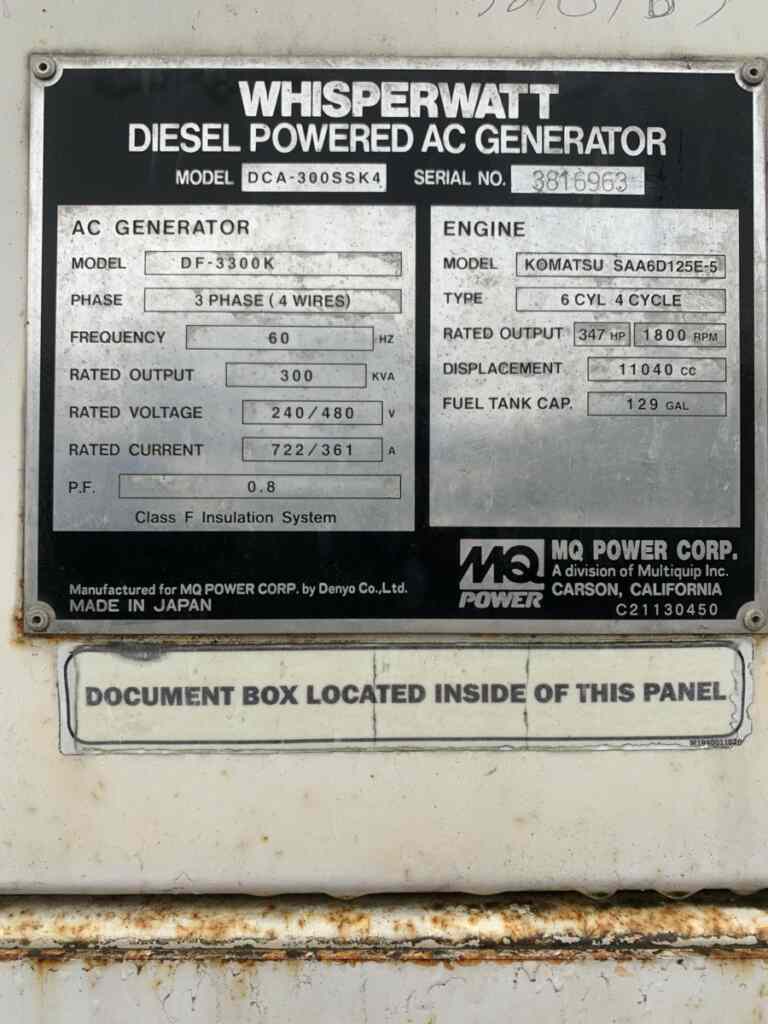 WHISPERWATT
DIESEL POWERED AC GENERATOR
MODEL DCA-300SSK4 SERIAL NO. 3816963
AC GENERATOR
MODEL DF-3300K
PHASE 3 PHASE (4 WIRES)
FREQUENCY 60 HZ
RATED OUTPUT 300 KVA
RATED VOLTAGE 240/480 V
RATED CURRENT 722/361 A
P.F. 0.8
Class F Insulation System
ENGINE
MODEL KOMATSU SAA6D125E-5
TYPE 6 CYL 4 CYCLE
RATED OUTPUT 347 HP 1800 RPM
DISPLACEMENT 11040 CC
FUEL TANK CAP. 129 GAL
Manufactured for MQ POWER CORP. by Denyo Co.,Ltd.
MADE IN JAPAN
MQ
POWER
MQ POWER CORP.
A division of Multiquip Inc.
CARSON, CALIFORNIA
C21130450
DOCUMENT BOX LOCATED INSIDE OF THIS PANEL